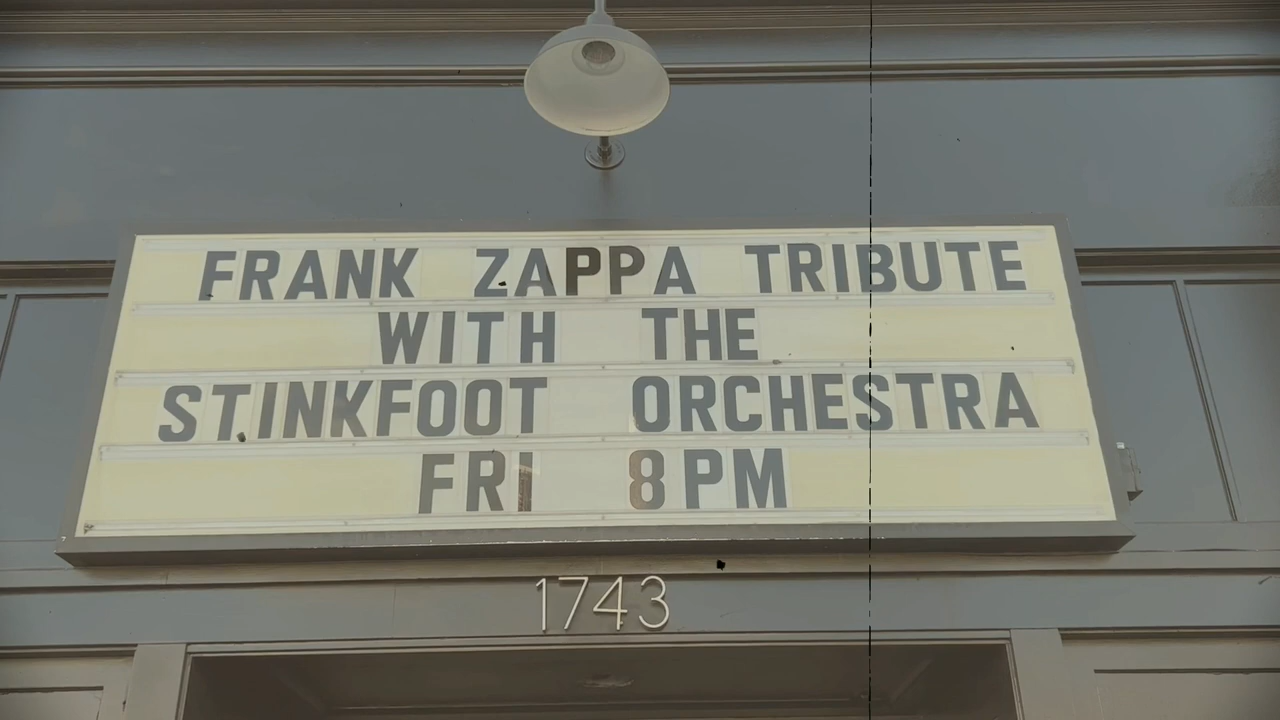 FRANK ZAPPA TRIBUTE
WITH THE
STINKFOOT ORCHESTRA
FRI 8PM
1743